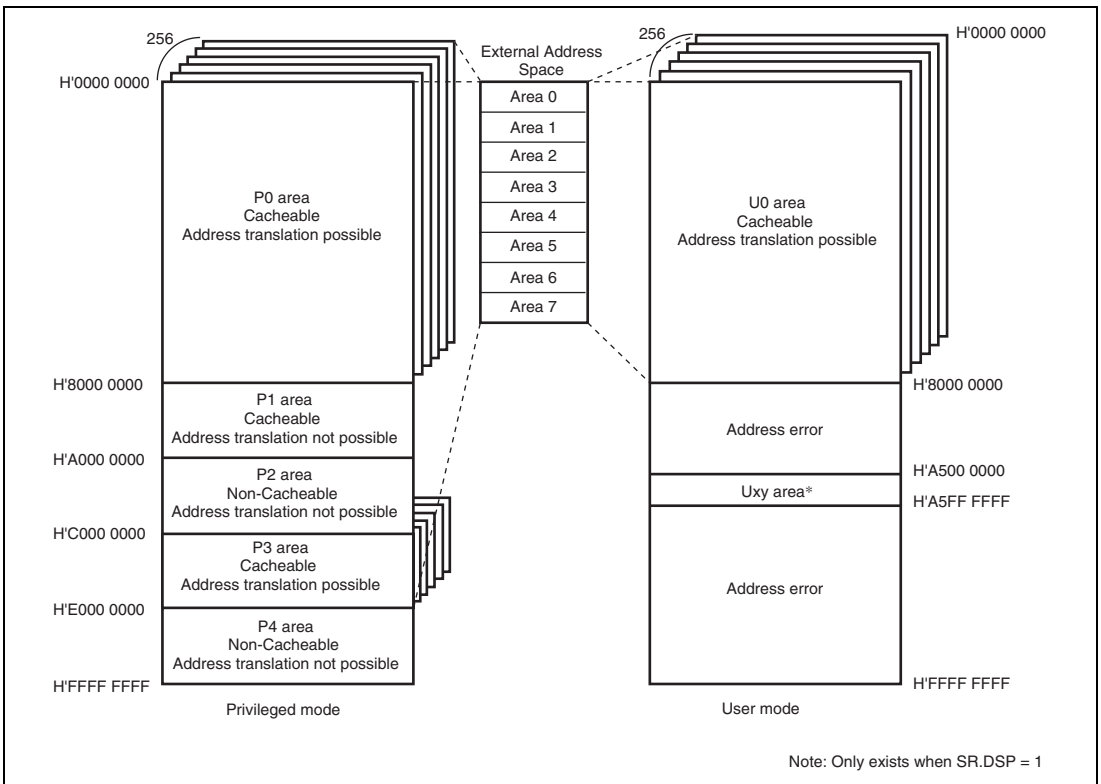 256
H'0000 0000
P0 area
Cacheable
Address translation possible
H'8000 0000
P1 area
Cacheable
Address translation not possible
H'A000 0000
P2 area
Non-Cacheable
Address translation not possible
H'C000 0000
P3 area
Cacheable
Address translation possible
H'E000 0000
P4 area
Non-Cacheable
Address translation not possible
H'FFFF FFFF
Privileged mode
External Address
Space
Area 0
Area 1
Area 2
Area 3
Area 4
Area 5
Area 6
Area 7
256
H'0000 0000
U0 area
Cacheable
Address translation possible
H'8000 0000
Address error
H'A500 0000
Uxy area*
H'A5FF FFFF
Address error
H'FFFF FFFF
User mode
Note: Only exists when SR.DSP = 1